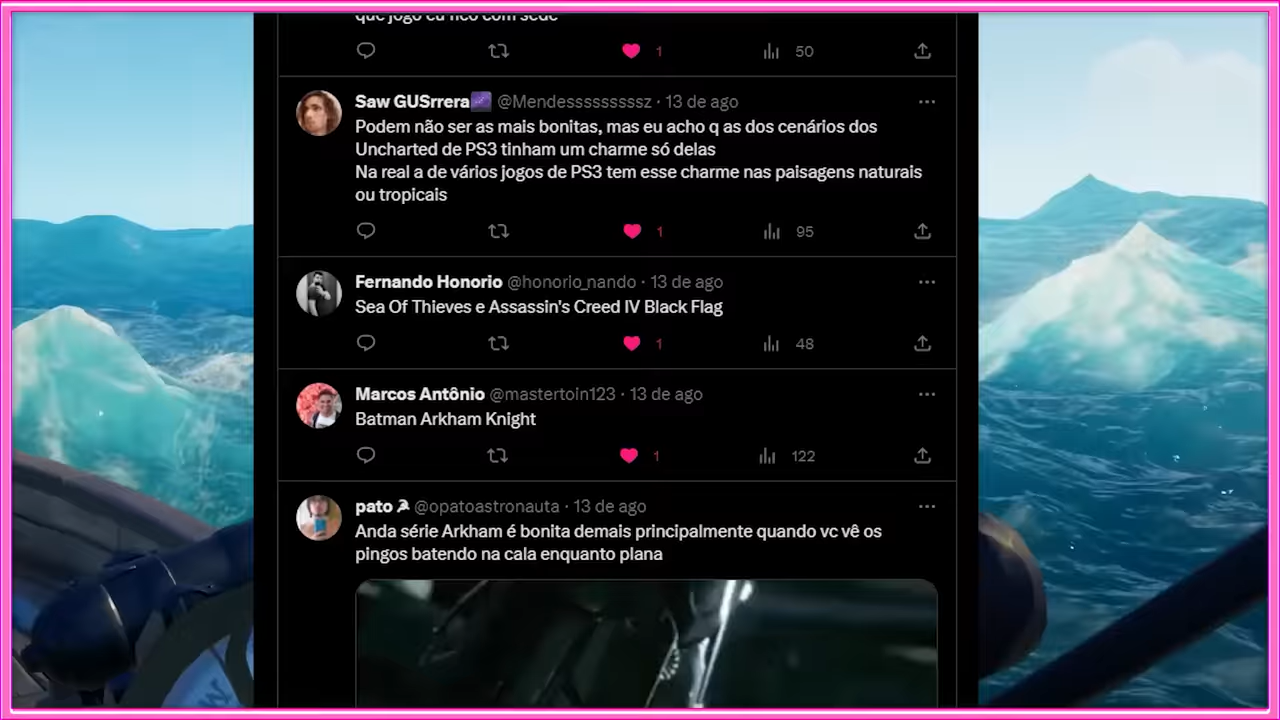 que jogo eu fico com sede
1
50
Saw GUSrrera @Mendessssssssssz · 13 de ago
Podem não ser as mais bonitas, mas eu acho q as dos cenários dos
Uncharted de PS3 tinham um charme só delas
Na real a de vários jogos de PS3 tem esse charme nas paisagens naturais
ou tropicais
1
95
Fernando Honorio @honorio_nando · 13 de ago
Sea Of Thieves e Assassin's Creed IV Black Flag
1
48
Marcos Antônio @mastertoin123 · 13 de ago
Batman Arkham Knight
1
122
pato @opatoastronauta · 13 de ago
Anda série Arkham é bonita demais principalmente quando vc vê os
pingos batendo na cala enquanto plana